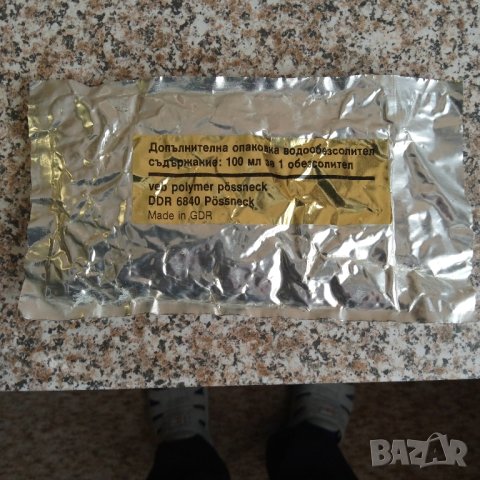 Допълнителна опаковка водообезсолител
съдържание: 100 мл за 1 обезсолител
veb polymer pössneck
DDR 6840 Pössneck
Made in GDR
BAZAR